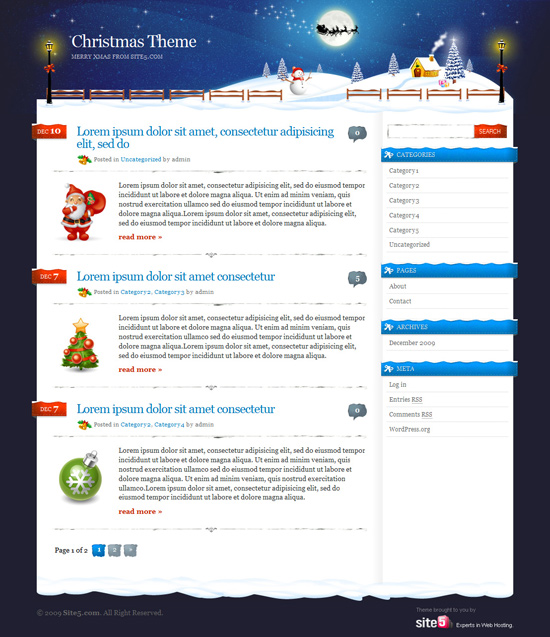 Christmas Theme
MERRY XMAS FROM SITE5.COM
DEC 10
Lorem ipsum dolor sit amet, consectetur adipisicing
elit, sed do
0
Posted in Uncategorized by admin
Lorem ipsum dolor sit amet, consectetur adipisicing elit, sed do eiusmod tempor
incididunt ut labore et dolore magna aliqua. Ut enim ad minim veniam, quis
nostrud exercitation ullamco sed do eiusmod tempor incididunt ut labore et
dolore magna aliqua.Lorem ipsum dolor sit amet, consectetur adipisicing elit, sed
do eiusmod tempor incididunt ut labore et dolore magna aliqua.
read more »
DEC 7
Lorem ipsum dolor sit amet consectetur
5
Posted in Category2, Category3 by admin
Lorem ipsum dolor sit amet, consectetur adipisicing elit, sed do eiusmod tempor
incididunt ut labore et dolore magna aliqua. Ut enim ad minim veniam, quis
nostrud exercitation ullamco sed do eiusmod tempor incididunt ut labore et
dolore magna aliqua.Lorem ipsum dolor sit amet, consectetur adipisicing elit, sed
do eiusmod tempor incididunt ut labore et dolore magna aliqua.
read more »
DEC 7
Lorem ipsum dolor sit amet consectetur
0
Posted in Category2, Category4 by admin
Lorem ipsum dolor sit amet, consectetur adipisicing elit, sed do eiusmod tempor
incididunt ut labore et dolore magna aliqua. Ut enim ad minim veniam, quis
nostrud exercitation ullamco sed do eiusmod tempor incididunt ut labore et
dolore magna aliqua.Lorem ipsum dolor sit amet, consectetur adipisicing elit, sed
do eiusmod tempor incididunt ut labore et dolore magna aliqua.
read more »
Page 1 of 2 1 2 »
SEARCH
CATEGORIES
Category1
Category2
Category3
Category4
Category5
Uncategorized
PAGES
About
Contact
ARCHIVES
December 2009
META
Log in
Entries RSS
Comments RSS
WordPress.org
© 2009 Site5.com. All Right Reserved.
Theme brought to you by
site5 Experts in Web Hosting.